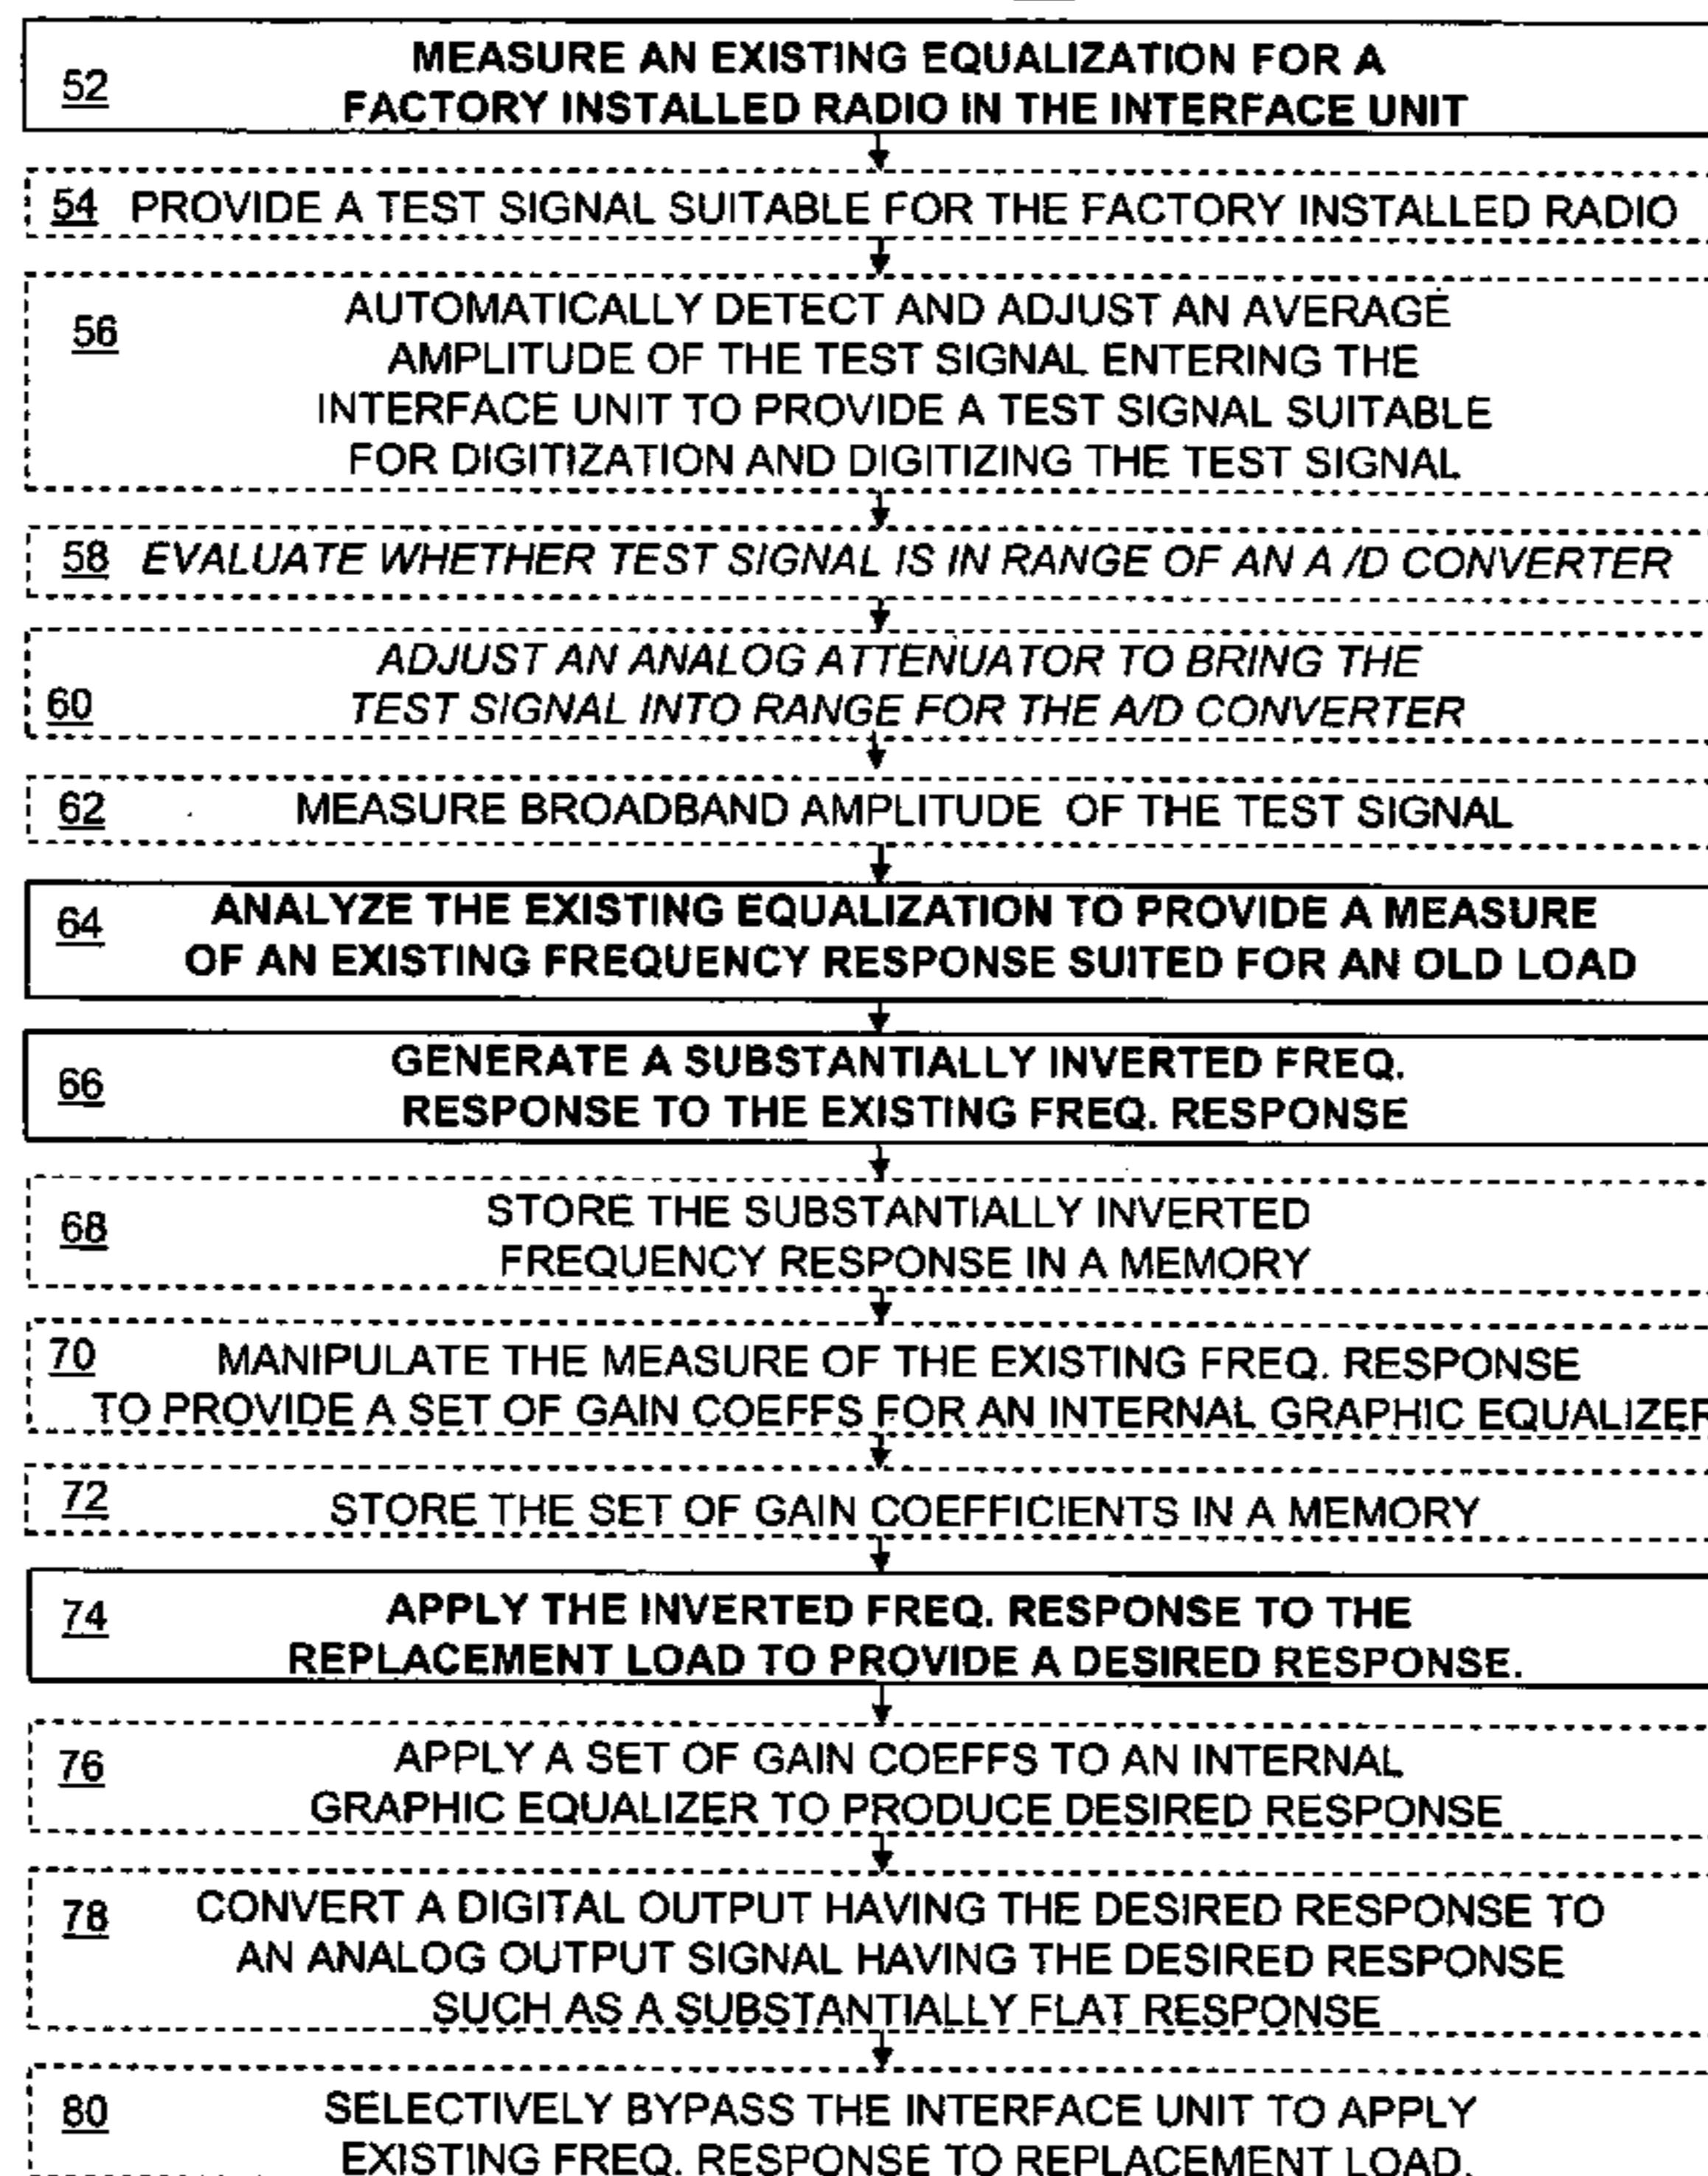 52 MEASURE AN EXISTING EQUALIZATION FOR A
FACTORY INSTALLED RADIO IN THE INTERFACE UNIT
54 PROVIDE A TEST SIGNAL SUITABLE FOR THE FACTORY INSTALLED RADIO
56 AUTOMATICALLY DETECT AND ADJUST AN AVERAGE
AMPLITUDE OF THE TEST SIGNAL ENTERING THE
INTERFACE UNIT TO PROVIDE A TEST SIGNAL SUITABLE
FOR DIGITIZATION AND DIGITIZING THE TEST SIGNAL
58 EVALUATE WHETHER TEST SIGNAL IS IN RANGE OF AN A /D CONVERTER
60 ADJUST AN ANALOG ATTENUATOR TO BRING THE
TEST SIGNAL INTO RANGE FOR THE A/D CONVERTER
62 MEASURE BROADBAND AMPLITUDE OF THE TEST SIGNAL
64 ANALYZE THE EXISTING EQUALIZATION TO PROVIDE A MEASURE
OF AN EXISTING FREQUENCY RESPONSE SUITED FOR AN OLD LOAD
66 GENERATE A SUBSTANTIALLY INVERTED FREQ.
RESPONSE TO THE EXISTING FREQ. RESPONSE
68 STORE THE SUBSTANTIALLY INVERTED
FREQUENCY RESPONSE IN A MEMORY
70 MANIPULATE THE MEASURE OF THE EXISTING FREQ. RESPONSE
TO PROVIDE A SET OF GAIN COEFFS FOR AN INTERNAL GRAPHIC EQUALIZER
72 STORE THE SET OF GAIN COEFFICIENTS IN A MEMORY
74 APPLY THE INVERTED FREQ. RESPONSE TO THE
REPLACEMENT LOAD TO PROVIDE A DESIRED RESPONSE.
76 APPLY A SET OF GAIN COEFFS TO AN INTERNAL
GRAPHIC EQUALIZER TO PRODUCE DESIRED RESPONSE
78 CONVERT A DIGITAL OUTPUT HAVING THE DESIRED RESPONSE TO
AN ANALOG OUTPUT SIGNAL HAVING THE DESIRED RESPONSE
SUCH AS A SUBSTANTIALLY FLAT RESPONSE
80 SELECTIVELY BYPASS THE INTERFACE UNIT TO APPLY
EXISTING FREQ. RESPONSE TO REPLACEMENT LOAD.